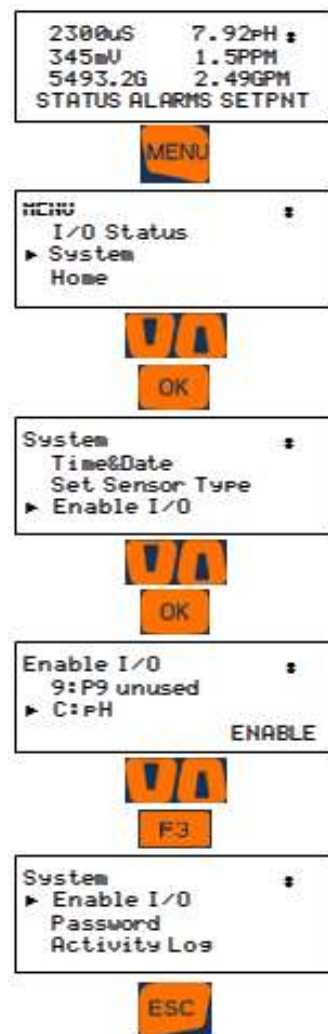 2300uS 7.92pH
345mV 1.5PPM
5493.2G 2.49GPM
STATUS ALARMS SETPNT
MENU
MENU
I/O Status
System
Home
OK
System
Time&Date
Set Sensor Type
Enable I/O
OK
Enable I/O
9:P9 unused
C:pH
ENABLE
F3
System
Enable I/O
Password
Activity Log
ESC